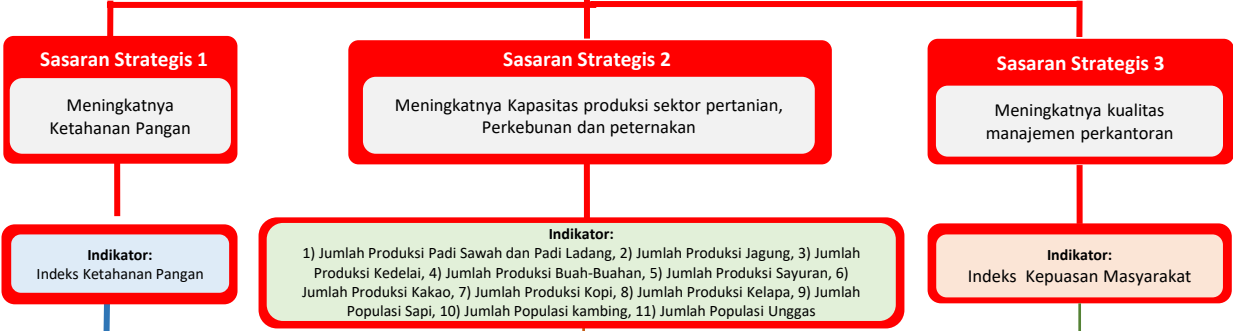 Sasaran Strategis 1
Meningkatnya
Ketahanan Pangan
Sasaran Strategis 2
Meningkatnya Kapasitas produksi sektor pertanian,
Perkebunan dan peternakan
Sasaran Strategis 3
Meningkatnya kualitas
manajemen perkantoran
Indikator:
Indeks Ketahanan Pangan
Indikator:
1) Jumlah Produksi Padi Sawah dan Padi Ladang, 2) Jumlah Produksi Jagung, 3) Jumlah
Produksi Kedelai, 4) Jumlah Produksi Buah-Buahan, 5) Jumlah Produksi Sayuran, 6)
Jumlah Produksi Kakao, 7) Jumlah Produksi Kopi, 8) Jumlah Produksi Kelapa, 9) Jumlah
Populasi Sapi, 10) Jumlah Populasi kambing, 11) Jumlah Populasi Unggas
Indikator:
Indeks Kepuasan Masyarakat